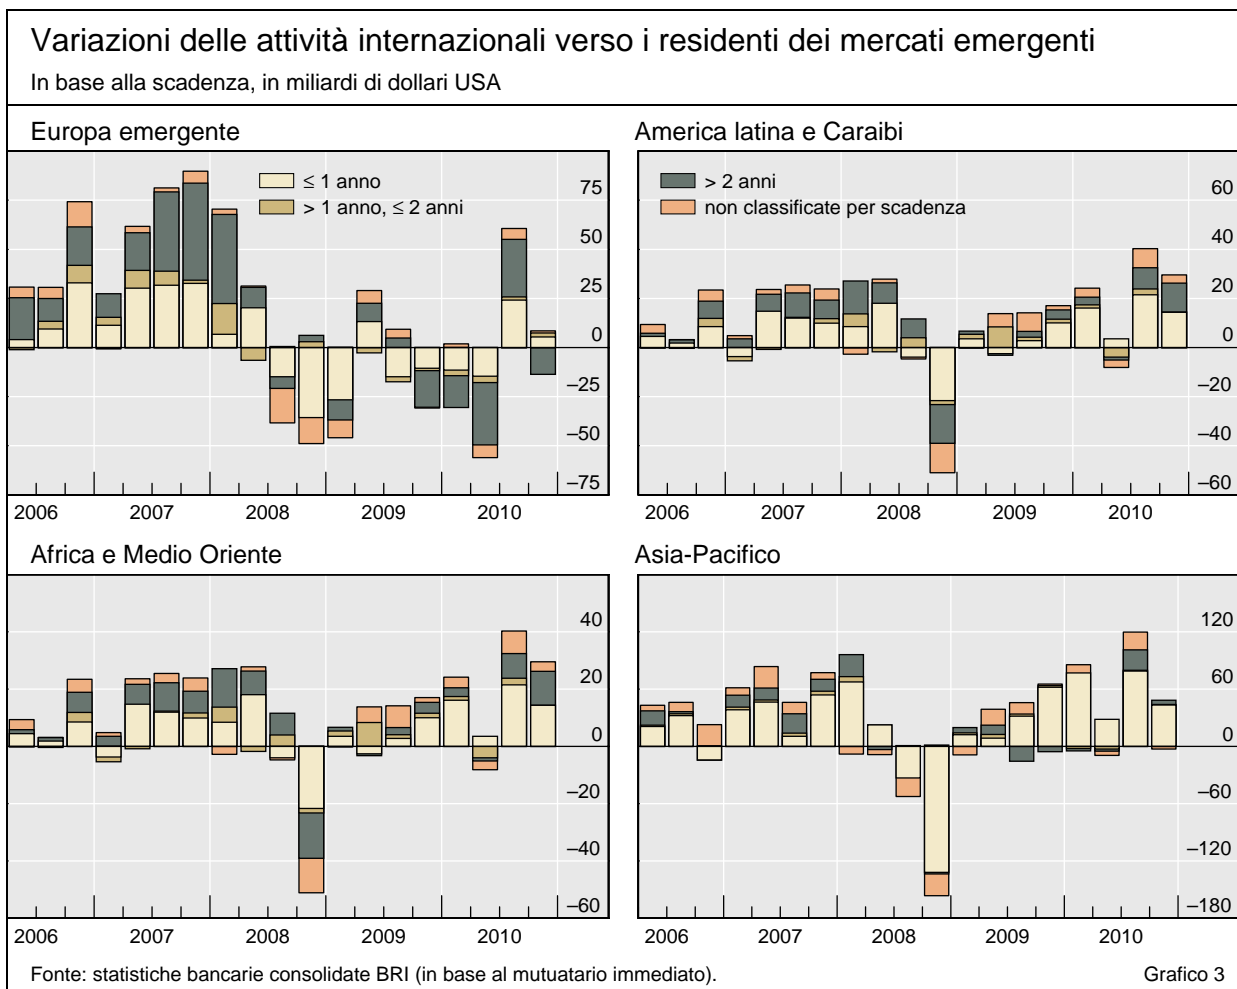 Variazioni delle attività internazionali verso i residenti dei mercati emergenti
In base alla scadenza, in miliardi di dollari USA
Europa emergente
≤ 1 anno
> 1 anno, ≤ 2 anni
75
50
25
0
–25
–50
–75
2006 2007 2008 2009 2010
America latina e Caraibi
> 2 anni
non classificate per scadenza
60
40
20
0
–20
–40
–60
2006 2007 2008 2009 2010
Africa e Medio Oriente
40
20
0
–20
–40
–60
2006 2007 2008 2009 2010
Asia-Pacifico
120
60
0
–60
–120
–180
2006 2007 2008 2009 2010
Fonte: statistiche bancarie consolidate BRI (in base al mutuatario immediato).
Grafico 3